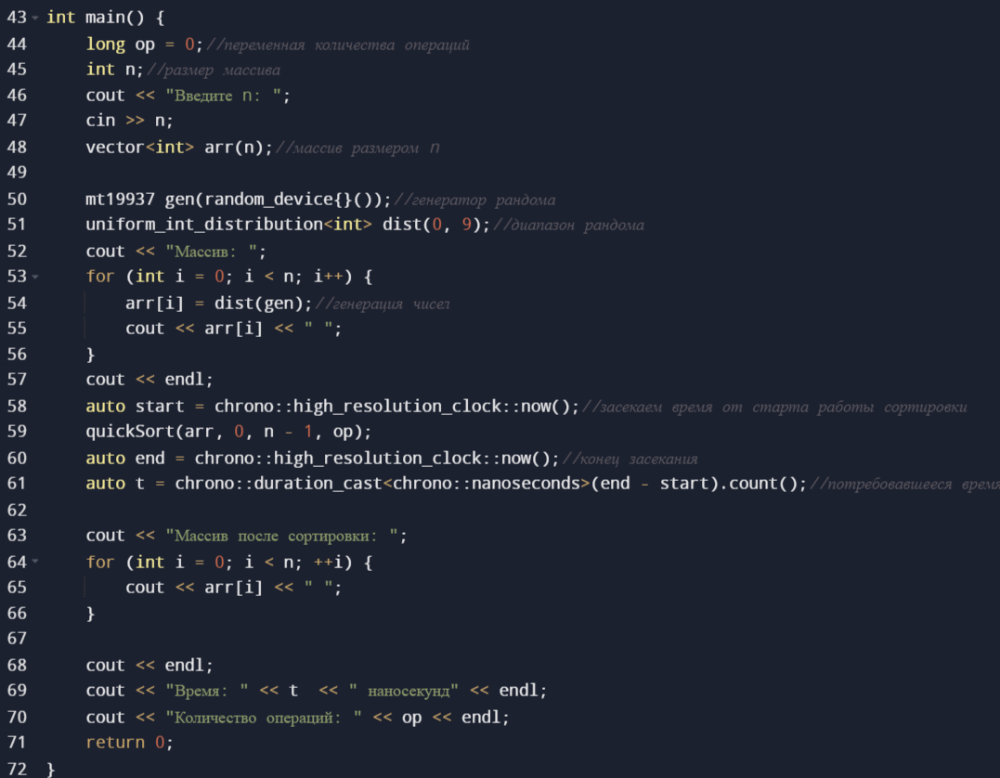 43 int main() {
44 long op = 0;//переменная количества операций
45 int n;//размер массива
46 cout << "Введите n: ";
47 cin >> n;
48 vector<int> arr(n);//массив размером n
49
50 mt19937 gen(random_device{}());//генератор рандома
51 uniform_int_distribution<int> dist(0, 9);//диапазон рандома
52 cout << "Массив: ";
53 for (int i = 0; i < n; i++) {
54 arr[i] = dist(gen);//генерация чисел
55 cout << arr[i] << " ";
56 }
57 cout << endl;
58 auto start = chrono::high_resolution_clock::now();//засекаем время от старта работы сортировки
59 quickSort(arr, 0, n - 1, op);
60 auto end = chrono::high_resolution_clock::now();//конец засекания
61 auto t = chrono::duration_cast<chrono::nanoseconds>(end - start).count();//потребовавшееся время
62
63 cout << "Массив после сортировки: ";
64 for (int i = 0; i < n; ++i) {
65 cout << arr[i] << " ";
66 }
67
68 cout << endl;
69 cout << "Время: " << t  << " наносекунд" << endl;
70 cout << "Количество операций: " << op << endl;
71 return 0;
72 }